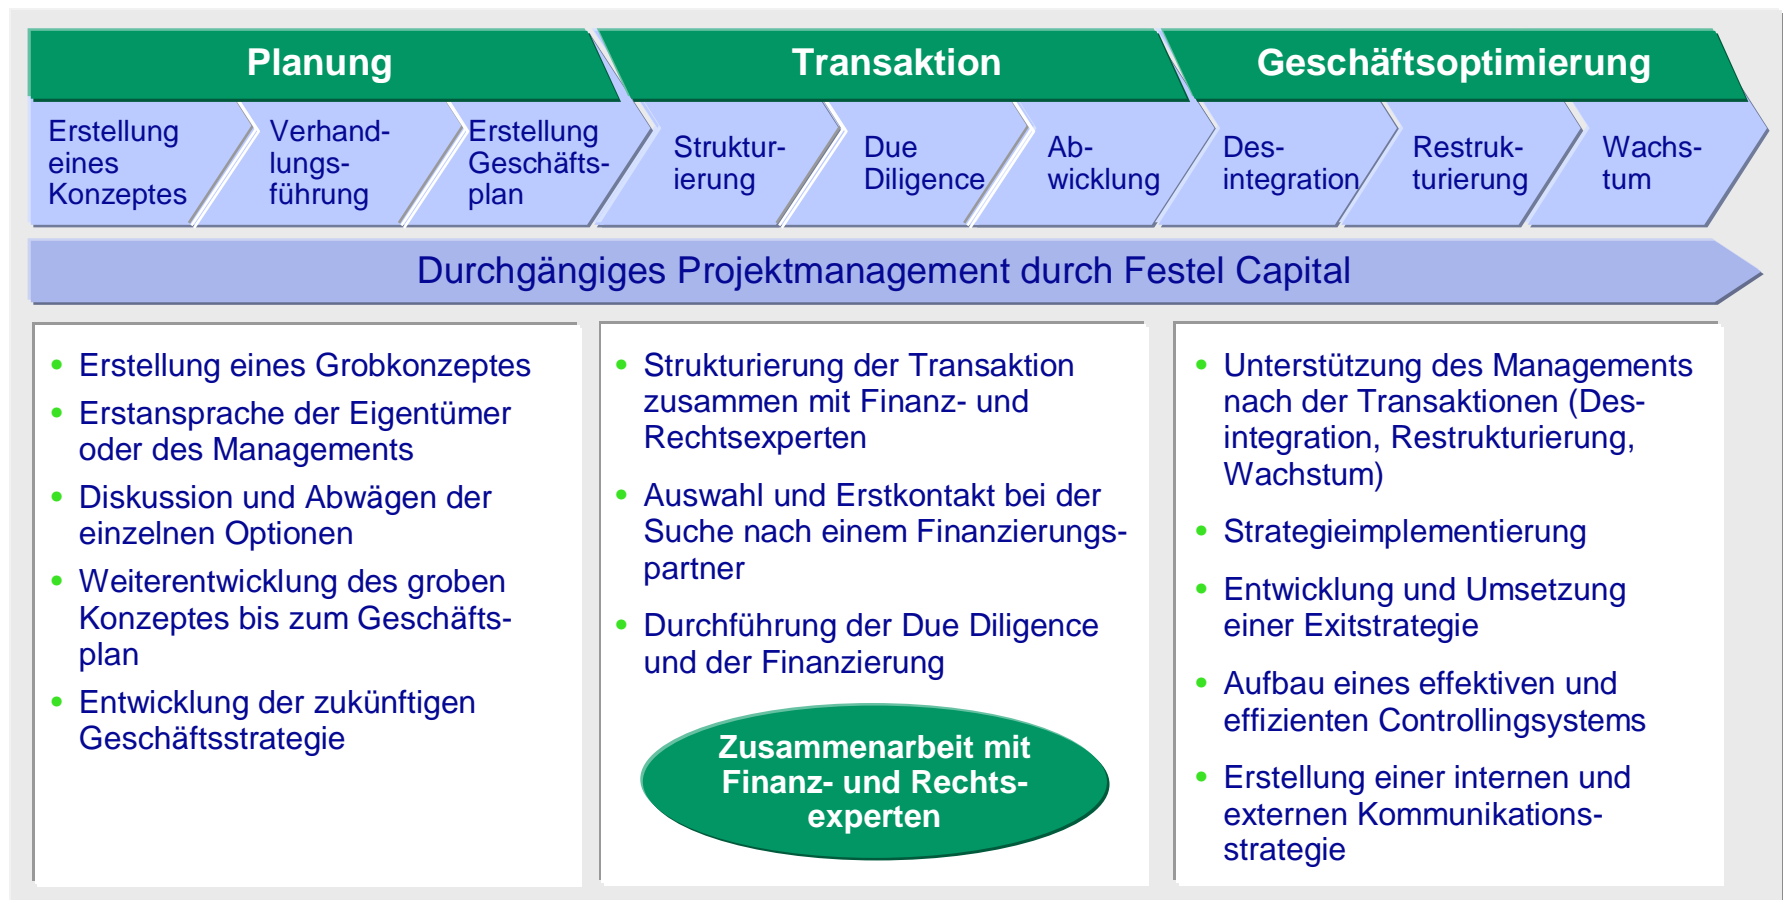 Planung
Transaktion
Geschäftsoptimierung
Erstellung
eines
Konzeptes
Verhand-
lungs-
führung
Erstellung
Geschäfts-
plan
Struktur-
ierung
Due
Diligence
Ab-
wicklung
Des-
integration
Restruk-
turierung
Wachs-
tum
Durchgängiges Projektmanagement durch Festel Capital
• Erstellung eines Grobkonzeptes
• Erstansprache der Eigentümer
oder des Managements
• Diskussion und Abwägen der
einzelnen Optionen
• Weiterentwicklung des groben
Konzeptes bis zum Geschäfts-
plan
• Entwicklung der zukünftigen
Geschäftsstrategie
• Strukturierung der Transaktion
zusammen mit Finanz- und
Rechtsexperten
• Auswahl und Erstkontakt bei der
Suche nach einem Finanzierungs-
partner
• Durchführung der Due Diligence
und der Finanzierung
Zusammenarbeit mit
Finanz- und Rechts-
experten
• Unterstützung des Managements
nach der Transaktionen (Des-
integration, Restrukturierung,
Wachstum)
• Strategieimplementierung
• Entwicklung und Umsetzung
einer Exitstrategie
• Aufbau eines effektiven und
effizienten Controllingsystems
• Erstellung einer internen und
externen Kommunikations-
strategie